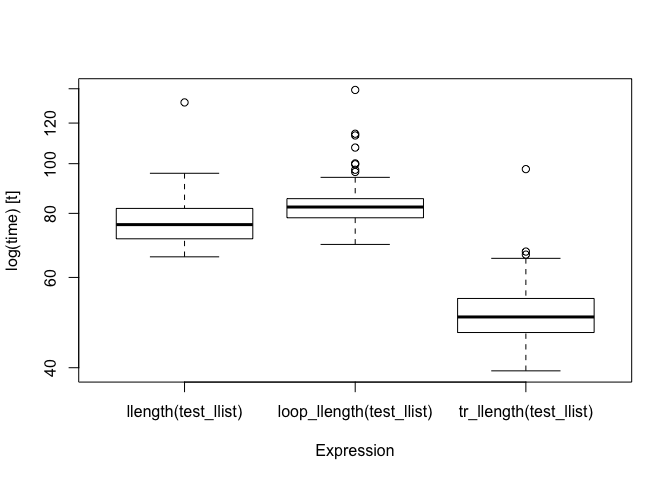 120
100
80
60
40
log(time) [t]
llength(test_llist)
loop_llength(test_llist)
tr_llength(test_llist)
Expression